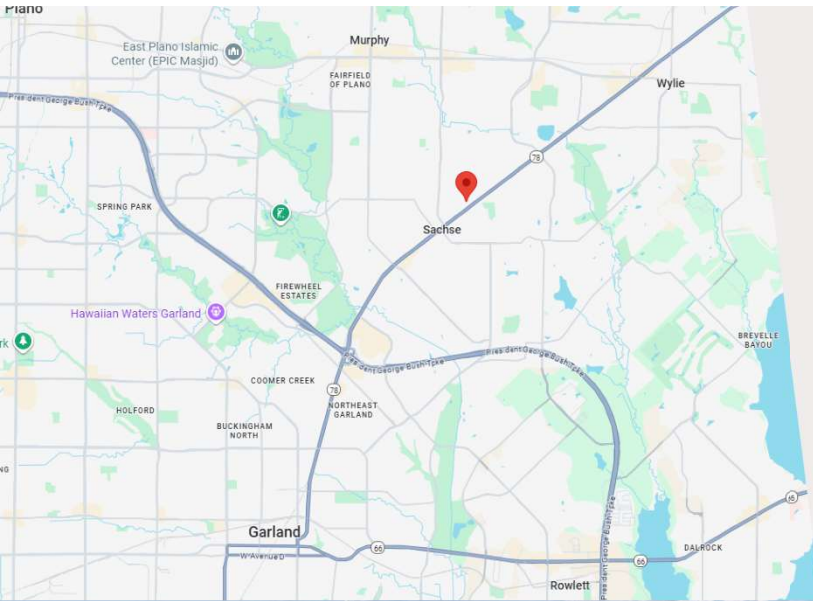 Plano
East Plano Islamic
Center (EPIC Masjid)
Murphy
FAIRFIELD
OF PLANO
Wylie
President George Bush Tpke
78
SPRING PARK
Sachse
FIREWHEEL
ESTATES
Hawaiian Waters Garland
BREVELLE
BAYOU
rk
President George Bush Tpke
President George Bush Tpke
COOMER CREEK
78
NORTHEAST
GARLAND
HOLFORD
BUCKINGHAM
NORTH
NG
66
Garland
66
DALROCK
W Avenue D
66
President George Bush Tpke
Rowlett